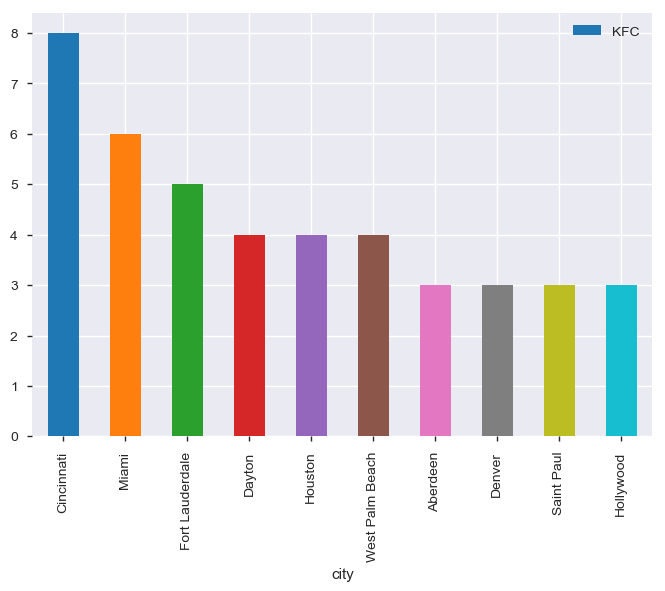 KFC
8
7
6
5
4
3
2
1
0
Cincinnati
Miami
Fort Lauderdale
Dayton
Houston
West Palm Beach
Aberdeen
Denver
Saint Paul
Hollywood
city